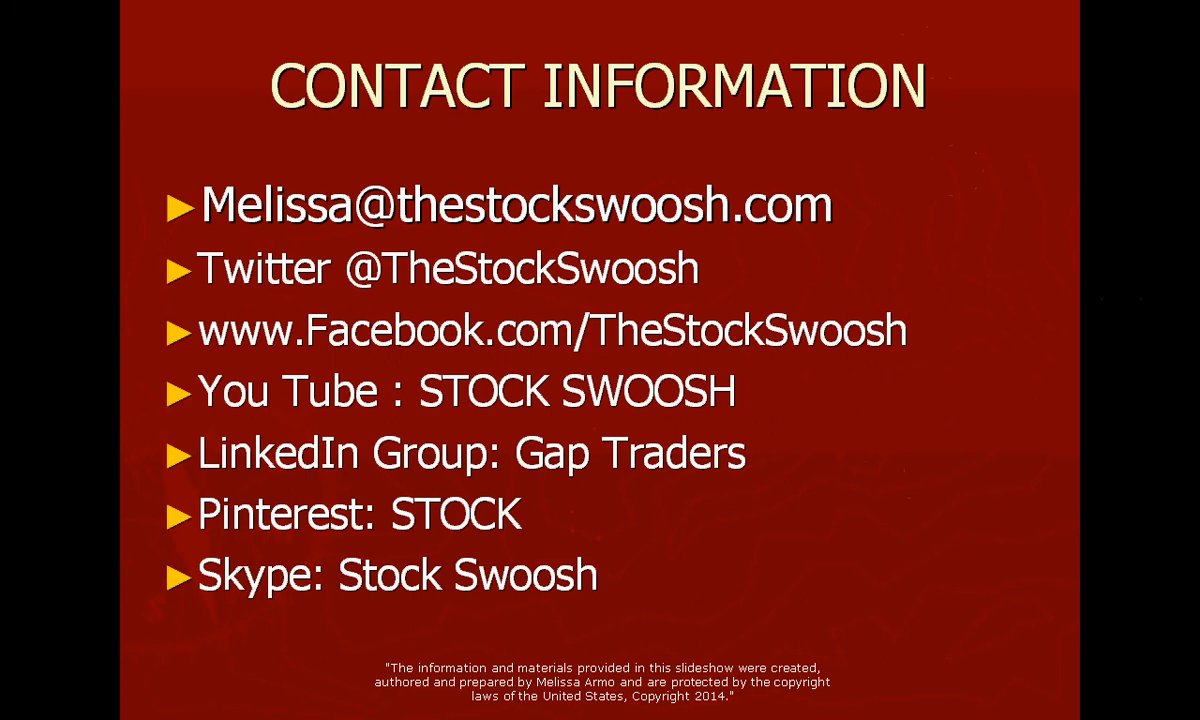 CONTACT INFORMATION
Melissa@thestockswoosh.com
Twitter @TheStockSwoosh
www.Facebook.com/TheStockSwoosh
You Tube : STOCK SWOOSH
LinkedIn Group: Gap Traders
Pinterest: STOCK
Skype: Stock Swoosh
"The information and materials provided in this slideshow were created,
authored and prepared by Melissa Armo and are protected by the copyright
laws of the United States, Copyright 2014."